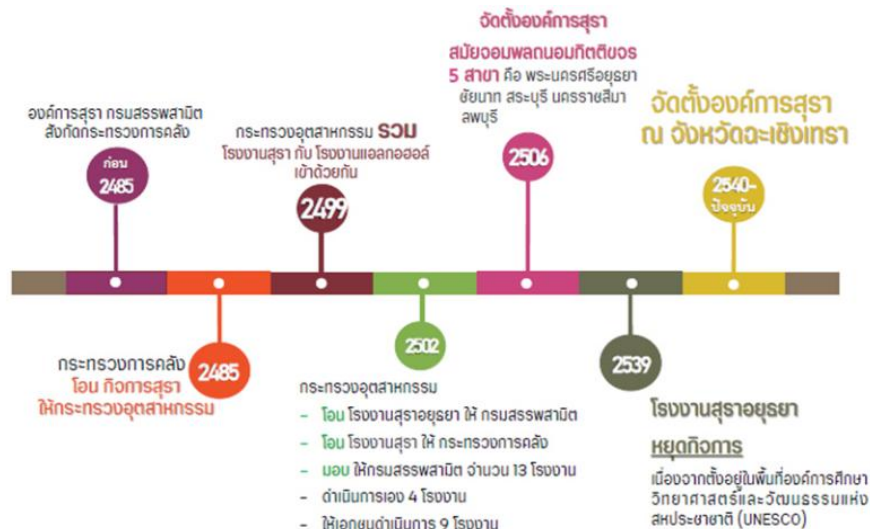 องค์การสุรา กรมสรรพสามิต
สังกัดกระทรวงการคลัง
ก่อน
2485
กระทรวงการคลัง
โอน กิจการสุรา
ให้กระทรวงอุตสาหกรรม
2485
กระทรวงอุตสาหกรรม รวม
โรงงานสุรา กับ โรงงานแอลกอฮอล์
เข้าด้วยกัน
2499
2502
กระทรวงอุตสาหกรรม
- โอน โรงงานสุราอยุธยา ให้ กรมสรรพสามิต
- โอน โรงงานสุรา ให้ กระทรวงการคลัง
- มอบ ให้กรมสรรพสามิต จำนวน 13 โรงงาน
- ดำเนินการเอง 4 โรงงาน
- ให้เอกชนดำเนินการ 9 โรงงาน
จัดตั้งองค์การสุรา
สมัยจอมพลถนอมกิตติขจร
5 สาขา คือ พระนครศรีอยุธยา
ชัยนาท สระบุรี นครราชสีมา
ลพบุรี
2506
2539
โรงงานสุราอยุธยา
หยุดกิจการ
เนื่องจากตั้งอยู่ในพื้นที่องค์การศึกษา
วิทยาศาสตร์และวัฒนธรรมแห่ง
สหประชาชาติ (UNESCO)
จัดตั้งองค์การสุรา
ณ จังหวัดฉะเชิงเทรา
2540-
ปัจจุบัน